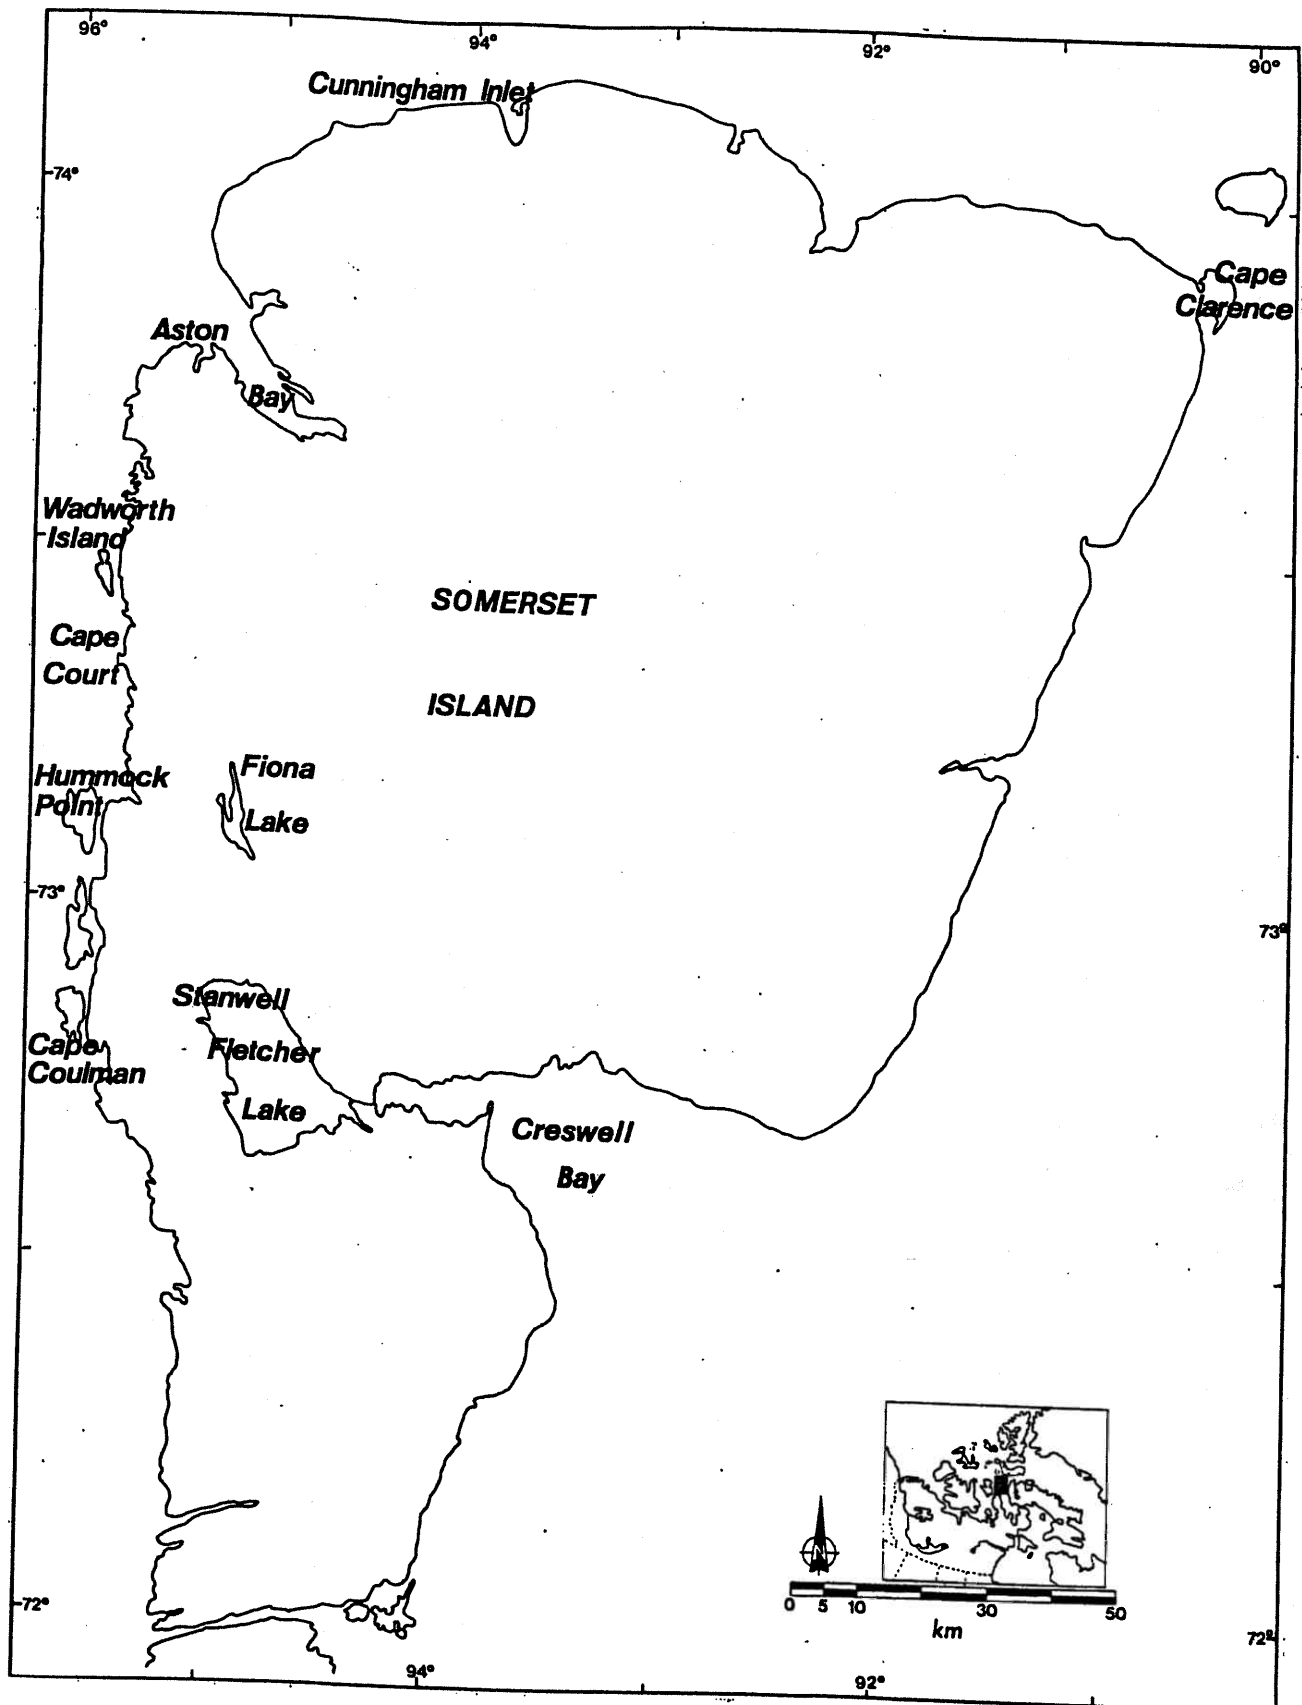 96°
94°
92°
90°
Cunningham Inlet
74°
Cape
Clarence
Aston
Bay
Wadworth
Island
SOMERSET
Cape
Court
ISLAND
Fiona
Hummock
Point
Lake
73°
73°
Stanwell
Cape
Fletcher
Coulman
Lake
Creswell
Bay
72°
0 5 10 30 50
km
72°
94°
92°